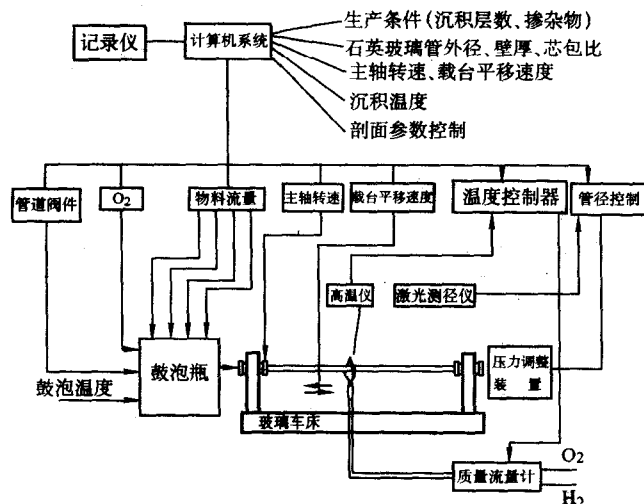 生产条件(沉积层数、掺杂物)
石英玻璃管外径、壁厚、芯包比
记录仪
计算机系统
主轴转速、载台平移速度
沉积温度
剖面参数控制
管道阀件
O2
物料流量
主轴转速
载台平移速度
温度控制器
管径控制
高温仪
激光测径仪
鼓泡瓶
压力调整
装 置
鼓泡温度
玻璃车床
质量流量计
O2
H2